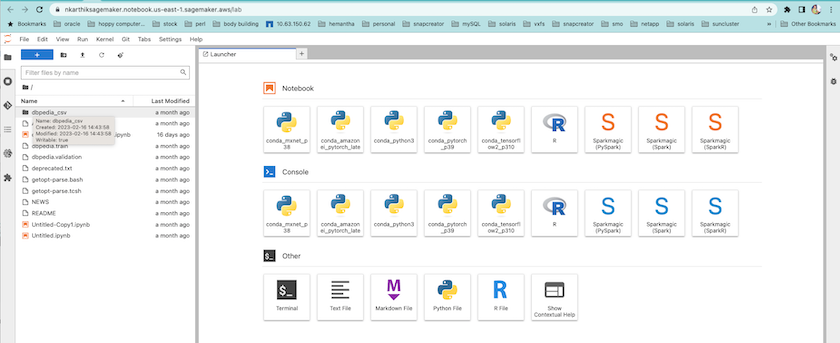 nkarthiksagemaker.notebook.us-east-1.sagemaker.aws/lab
Bookmarks oracle hoppy computer... stock perl body building 10.63.150.62 hemantha personal snapcreator mySQL solaris vxfs snapcreator smo netapp solaris suncluster Other Bookmarks
File Edit View Run Kernel Git Tabs Settings Help
+
Launcher
+
Filter files by name
/
Name Last Modified
dbpedia_csv a month ago
Name: dbpedia_csv
Created: 2023-02-16 14:43:58
Modified: 2023-02-16 14:43:58
Writable: true
a month ago
ipynb 16 days ago
dbpedia.train a month ago
dbpedia.validation a month ago
deprecated.txt a month ago
getopt-parse.bash a month ago
getopt-parse.tcsh a month ago
NEWS a month ago
README a month ago
Untitled-Copy1.ipynb a month ago
Untitled.ipynb a month ago
Notebook
conda_mxnet_p38
conda_amazonei_pytorch_late
conda_python3
conda_pytorch_p39
conda_tensorflow2_p310
R
Sparkmagic (PySpark)
Sparkmagic (Spark)
Sparkmagic (SparkR)
Console
conda_mxnet_p38
conda_amazonei_pytorch_late
conda_python3
conda_pytorch_p39
conda_tensorflow2_p310
R
Sparkmagic (PySpark)
Sparkmagic (Spark)
Sparkmagic (SparkR)
$_ Other
$_
Terminal
Text File
M
Markdown File
Python File
R
R File
Show Contextual Help